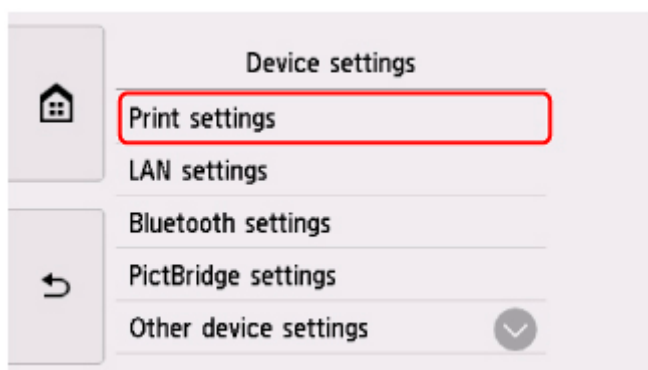 Device settings
Print settings
LAN settings
Bluetooth settings
PictBridge settings
Other device settings